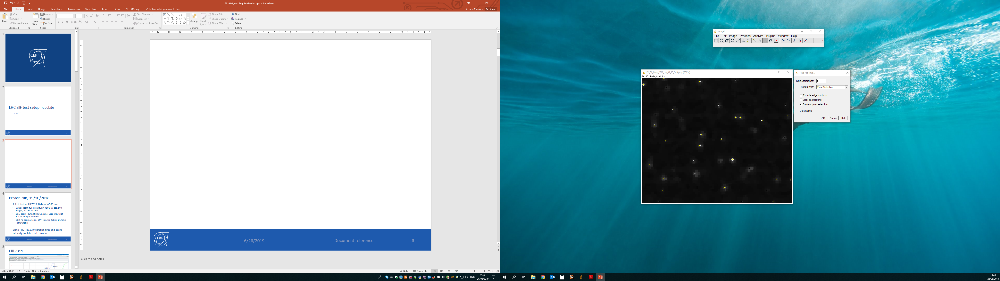 2019.06_Next RegularMeeting.pptx - PowerPoint
File Home Insert Design Transitions Animations Slide Show Review View PDF-XChange Tell me what you want to do...
Stefano Mazzoni Share
Paste Cut Copy Format Painter
Clipboard
New Slide Layout Reset Section
Slides
Font
Text Direction Align Text Convert to SmartArt
Paragraph
Arrange Quick Styles Shape Fill Shape Outline Shape Effects
Drawing
Find Replace Select
Editing
1
CERN
2
LHC BIF test setup - update
3
4
Proton run, 19/10/2018
• A first look at fill 7319. Datasets (585 nm):
• Signal: beam (full intensity) @ 450 GeV, gas, 503
images, 400 ms int time
• BG1: beam (during filling), no gas, 1211 images at
400 ms integration time
• BG2: no beam, gas on, 1444 images, 400ms int. time
(different fill)
• Signal - BG - BG2. Integration time and beam
intensity are taken into account.
5
Fill 7319
BG1
signal
CERN
6/26/2019
Document reference
3
Click to add notes
Slide 3 of 27 English (United Kingdom)
Notes Comments 151%
ENG 15:46
26/06/2019
ImageJ
File Edit Image Process Analyze Plugins Window Help
Dev Stk >>
Fri_30_Nov_2018_18_31_13_343.png (800%)
96x80 pixels; 8-bit; 8K
Find Maxima...
Noise tolerance: 5
Output type: Point Selection
Exclude edge maxima
Light background
Preview point selection
38 Maxima
OK Cancel Help
15:46
26/06/2019